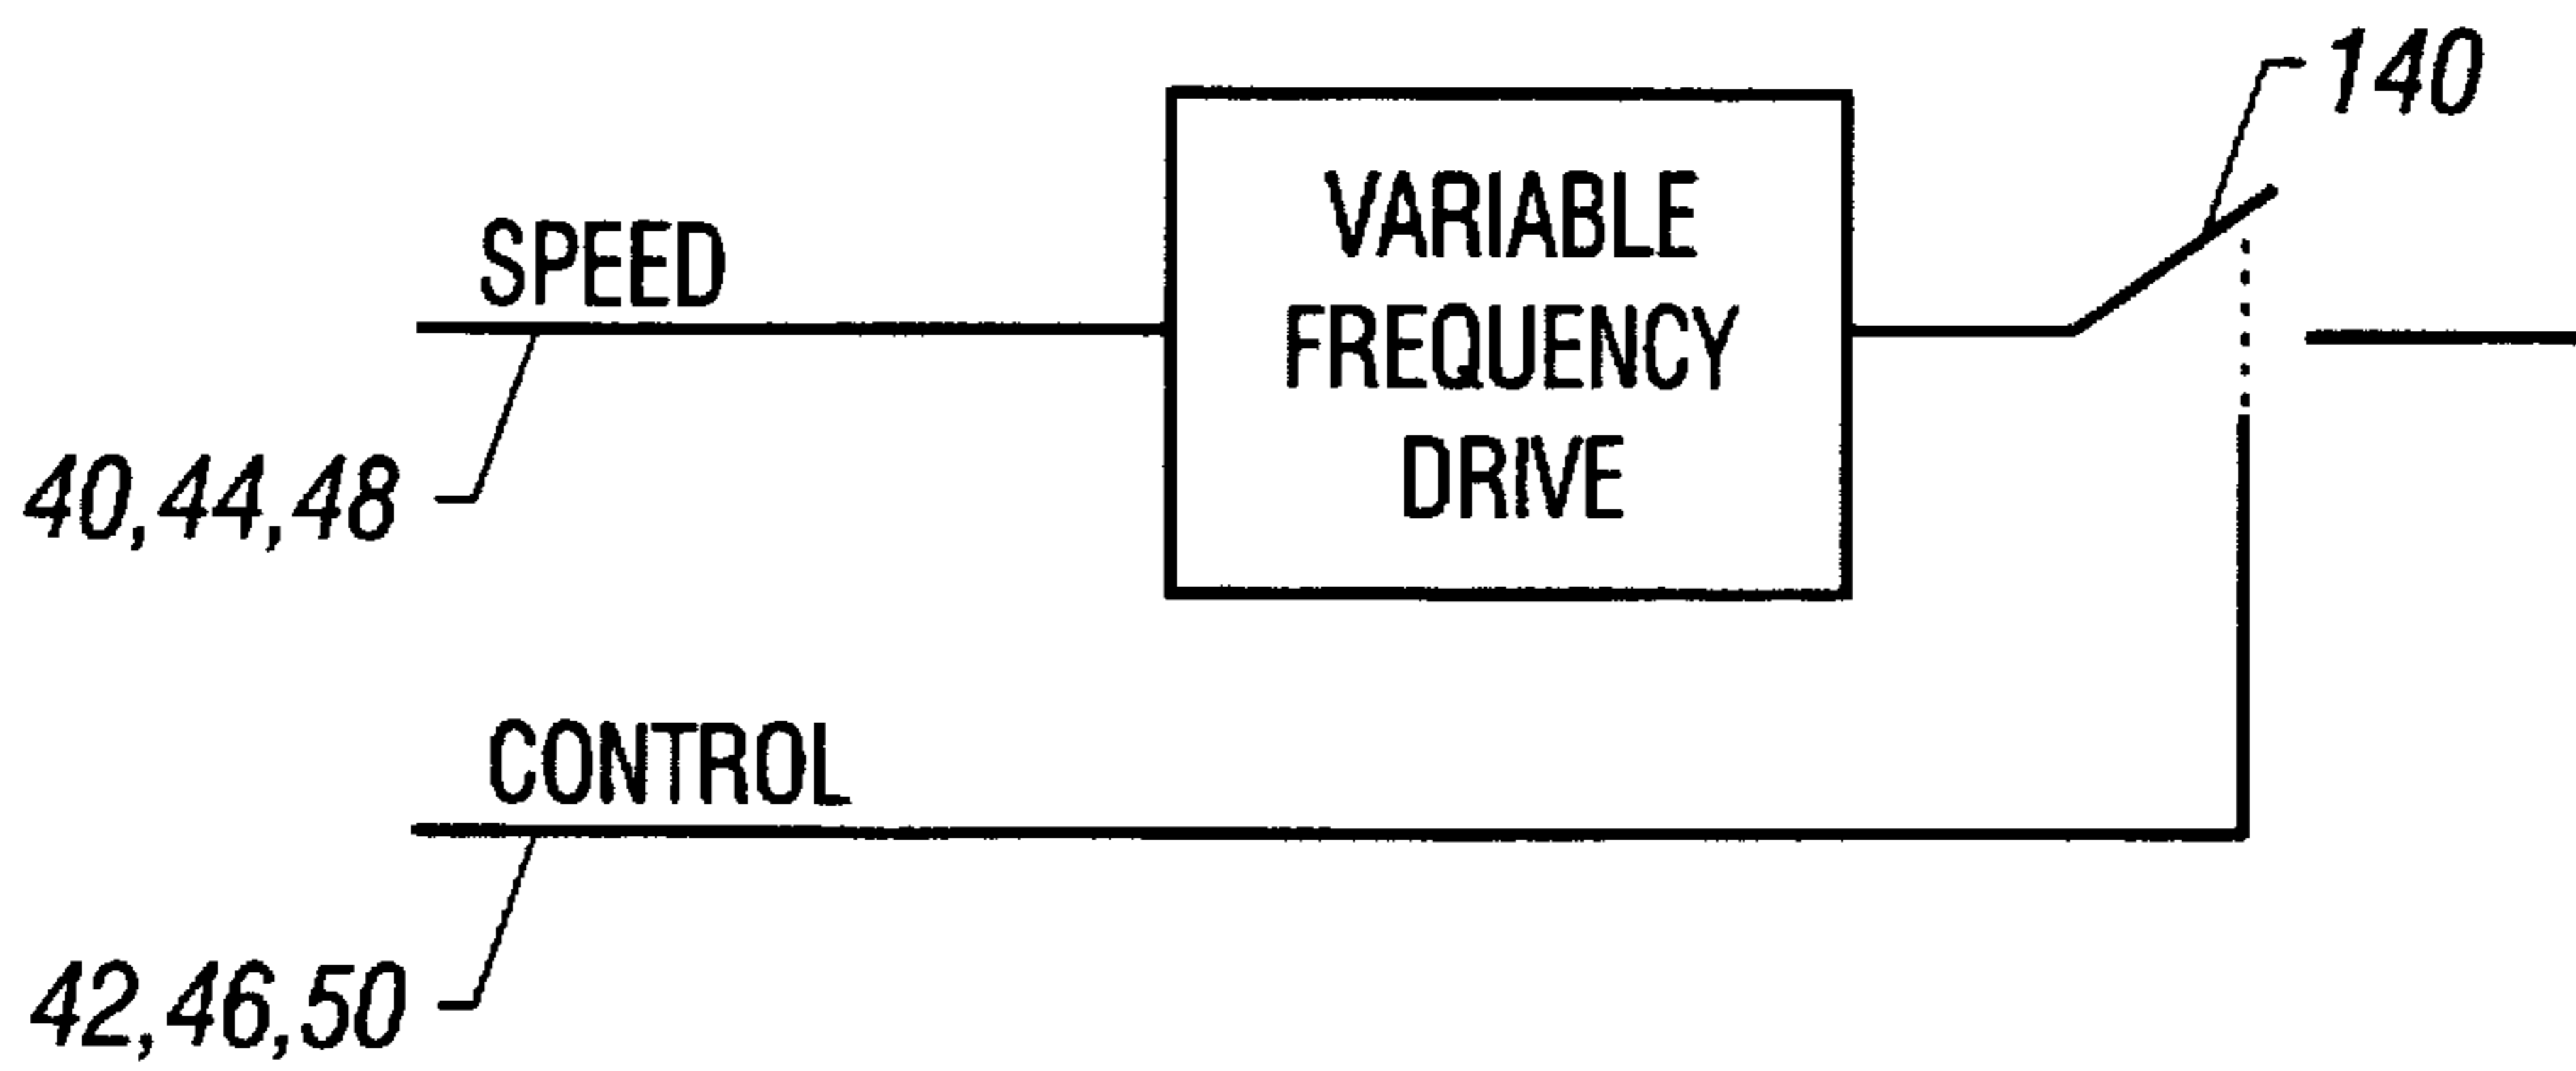 140
SPEED
VARIABLE
FREQUENCY
DRIVE
40,44,48
CONTROL
42,46,50